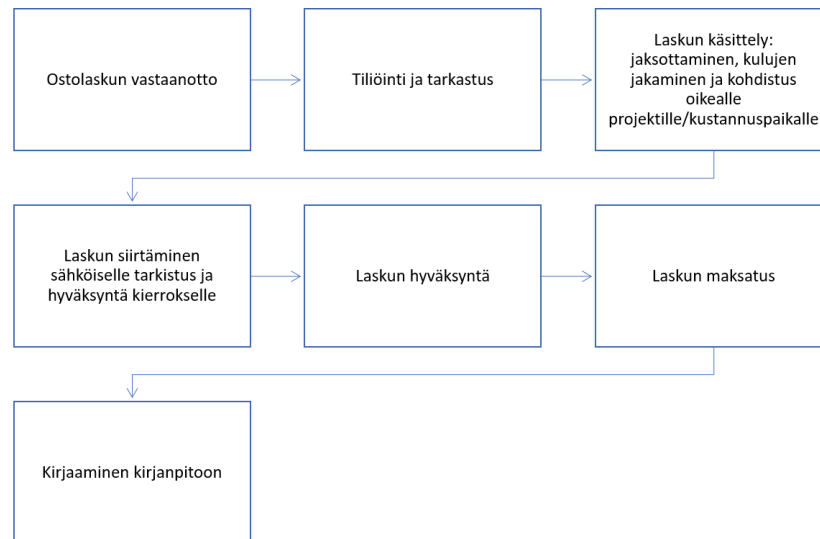 Ostolaskun vastaanotto
Tiliöinti ja tarkastus
Laskun käsittely:
jaksottaminen, kulujen
jakaminen ja kohdistus
oikealle
projektille/kustannuspaikalle
Laskun siirtäminen
sähköiselle tarkistus ja
hyväksyntä kierrokselle
Laskun hyväksyntä
Laskun maksatus
Kirjaaminen kirjanpitoon